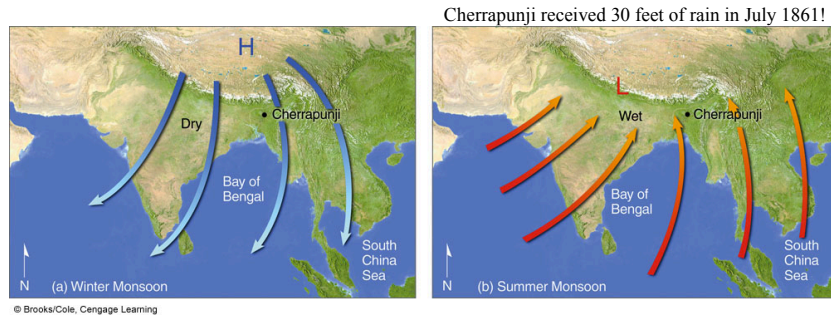 Cherrapunji received 30 feet of rain in July 1861!
H
Dry
Cherrapunji
Bay of
Bengal
South
China
Sea
N
(a) Winter Monsoon
L
Wet
Cherrapunji
Bay of
Bengal
South
China
Sea
N
(b) Summer Monsoon
© Brooks/Cole, Cengage Learning